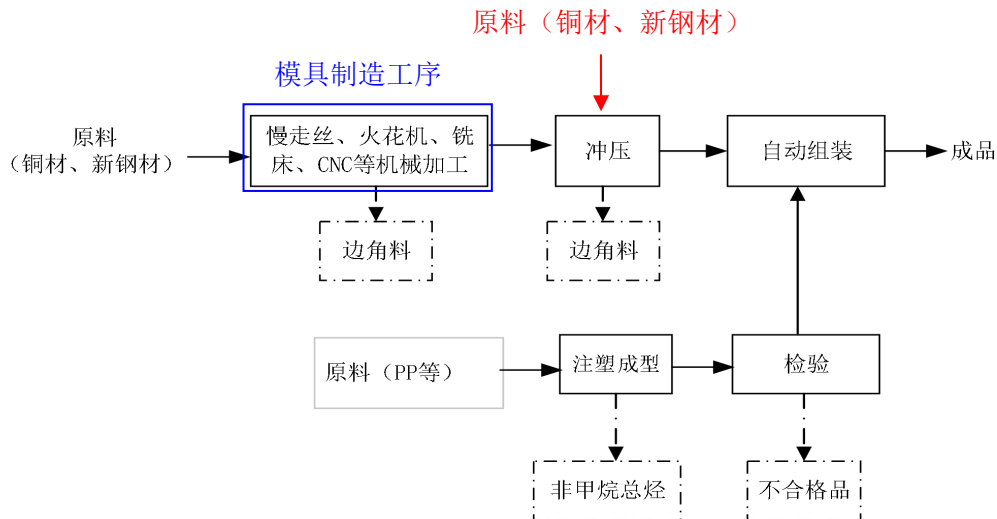 原料（铜材、新钢材）
模具制造工序
原料
（铜材、新钢材）
慢走丝、火花机、铣
床、CNC等机械加工
冲压
自动组装
成品
边角料
边角料
原料（PP等）
注塑成型
检验
非甲烷总烃
不合格品